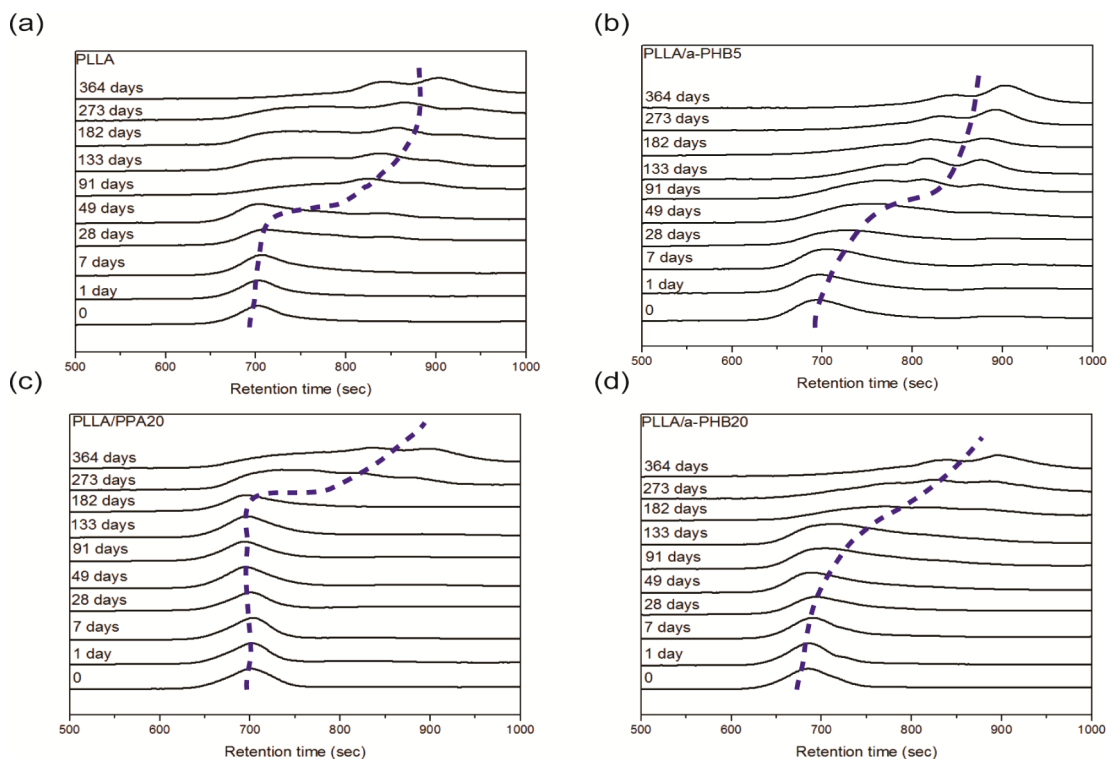 (a)
PLLA
364 days
273 days
182 days
133 days
91 days
49 days
28 days
7 days
1 day
0
500 600 700 800 900 1000
Retention time (sec)
(b)
PLLA/a-PHB5
364 days
273 days
182 days
133 days
91 days
49 days
28 days
7 days
1 day
0
500 600 700 800 900 1000
Retention time (sec)
(c)
PLLA/PPA20
364 days
273 days
182 days
133 days
91 days
49 days
28 days
7 days
1 day
0
500 600 700 800 900 1000
Retention time (sec)
(d)
PLLA/a-PHB20
364 days
273 days
182 days
133 days
91 days
49 days
28 days
7 days
1 day
0
500 600 700 800 900 1000
Retention time (sec)